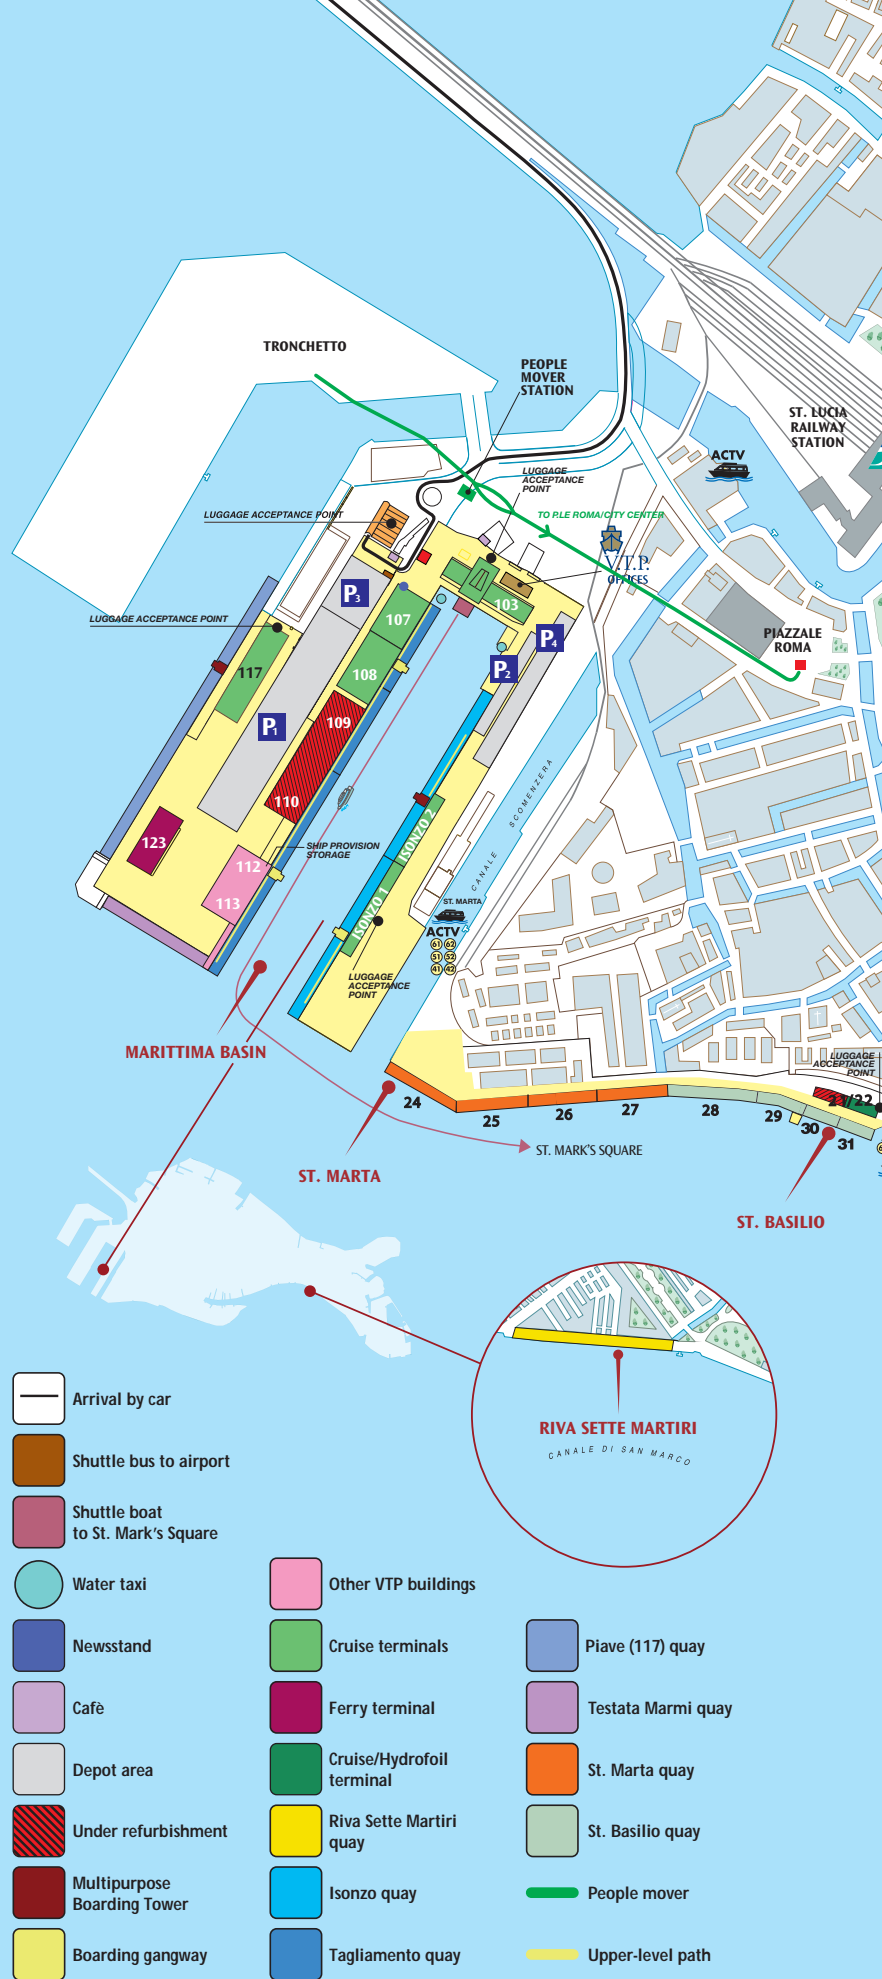 TRONCHETTO
PEOPLE
MOVER
STATION
ST. LUCIA
RAILWAY
STATION
ACTV
LUGGAGE
ACCEPTANCE
POINT
LUGGAGE ACCEPTANCE POINT
TO P.LE ROMA/CITY CENTER
V.T.P.
OFFICES
P3
103
107
LUGGAGE ACCEPTANCE POINT
P4
PIAZZALE
ROMA
P2
117
108
P1
109
110
CANALE SCOMENZERA
ISONZO 2
123
SHIP PROVISION
STORAGE
112
113
ISONZO 1
ST. MARTA
ACTV
61 62
51 52
41 42
LUGGAGE
ACCEPTANCE
POINT
MARITTIMA BASIN
LUGGAGE
ACCEPTANCE
POINT
24
25
26
27
28
29
30
31
21/22
ST. MARK'S SQUARE
ST. MARTA
ST. BASILIO
RIVA SETTE MARTIRI
CANALE DI SAN MARCO
Arrival by car
Shuttle bus to airport
Shuttle boat
to St. Mark's Square
Water taxi
Newsstand
Cafè
Depot area
Under refurbishment
Multipurpose
Boarding Tower
Boarding gangway
Other VTP buildings
Cruise terminals
Ferry terminal
Cruise/Hydrofoil
terminal
Riva Sette Martiri
quay
Isonzo quay
Tagliamento quay
Piave (117) quay
Testata Marmi quay
St. Marta quay
St. Basilio quay
People mover
Upper-level path